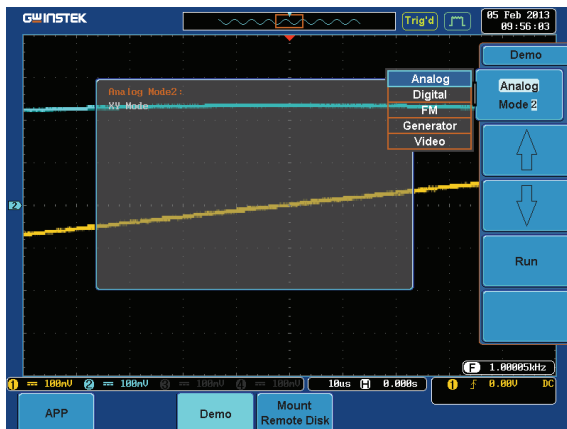 GWINSTEK
Trig'd
05 Feb 2013
09:56:03
Demo
Analog
Mode 2
Analog Mode2:
XY Mode
Analog
Digital
FM
Generator
Video
2
Run
F 1.00005kHz
1 100mV 2 100mV 3 100mV 4 100mV 10us H 0.000s 1 0.00V DC
APP
Demo
Mount
Remote Disk